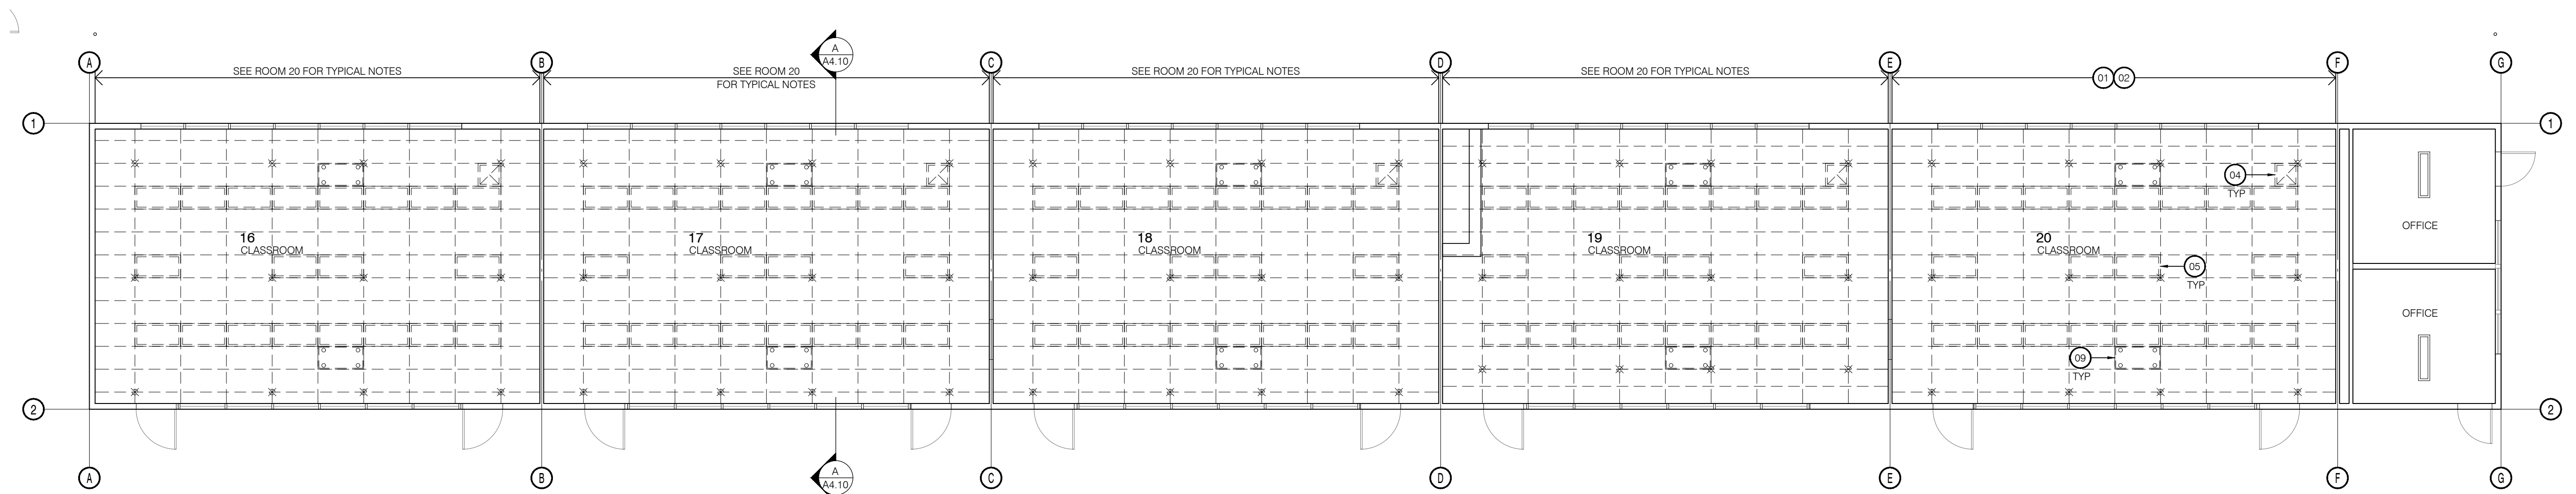 A
A4.10
A
B
C
D
E
F
G
SEE ROOM 20 FOR TYPICAL NOTES
SEE ROOM 20
FOR TYPICAL NOTES
SEE ROOM 20 FOR TYPICAL NOTES
SEE ROOM 20 FOR TYPICAL NOTES
01
02
1
1
04
TYP
OFFICE
16
CLASSROOM
17
CLASSROOM
18
CLASSROOM
19
CLASSROOM
20
CLASSROOM
05
TYP
OFFICE
09
TYP
2
2
A
B
A
A4.10
C
D
E
F
G